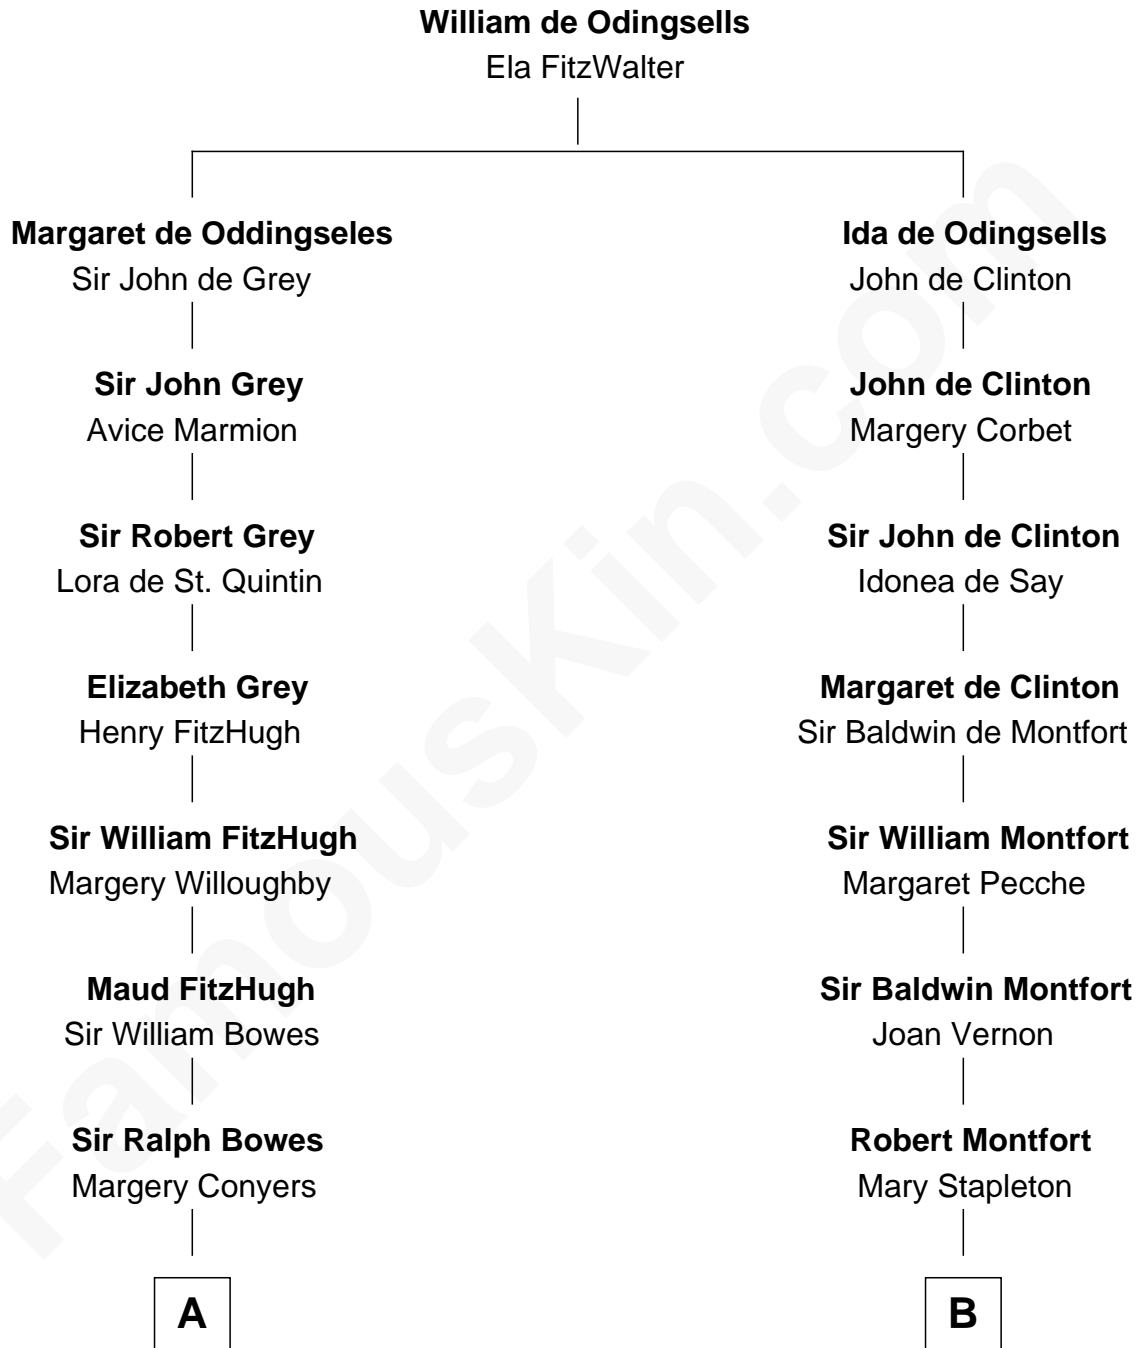 William de Odingsells
Ela FitzWalter
Margaret de Oddingseles
Sir John de Grey
Sir John Grey
Avice Marmion
Sir Robert Grey
Lora de St. Quintin
Elizabeth Grey
Henry FitzHugh
Sir William FitzHugh
Margery Willoughby
Maud FitzHugh
Sir William Bowes
Sir Ralph Bowes
Margery Conyers
A
Ida de Odingsells
John de Clinton
John de Clinton
Margery Corbet
Sir John de Clinton
Idonea de Say
Margaret de Clinton
Sir Baldwin de Montfort
Sir William Montfort
Margaret Pecche
Sir Baldwin Montfort
Joan Vernon
Robert Montfort
Mary Stapleton
B
FamousKin.com